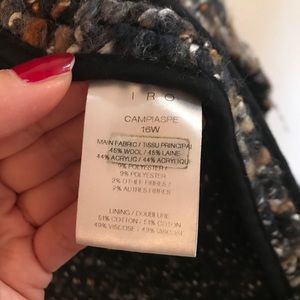 IRO
CAMPIASPE
16W
MAIN FABRIC / TISSU PRINCIPAL
45% WOOL / 45% LAINE
44% ACRYLIC / 44% ACRYLIQUE
9% POLYESTER /
9% POLYESTER
2% OTHER FIBRES /
2% AUTRES FIBRES
LINING / DOUBLURE
51% COTTON / 51% COTON
49% VISCOSE / 49% VISCOSE